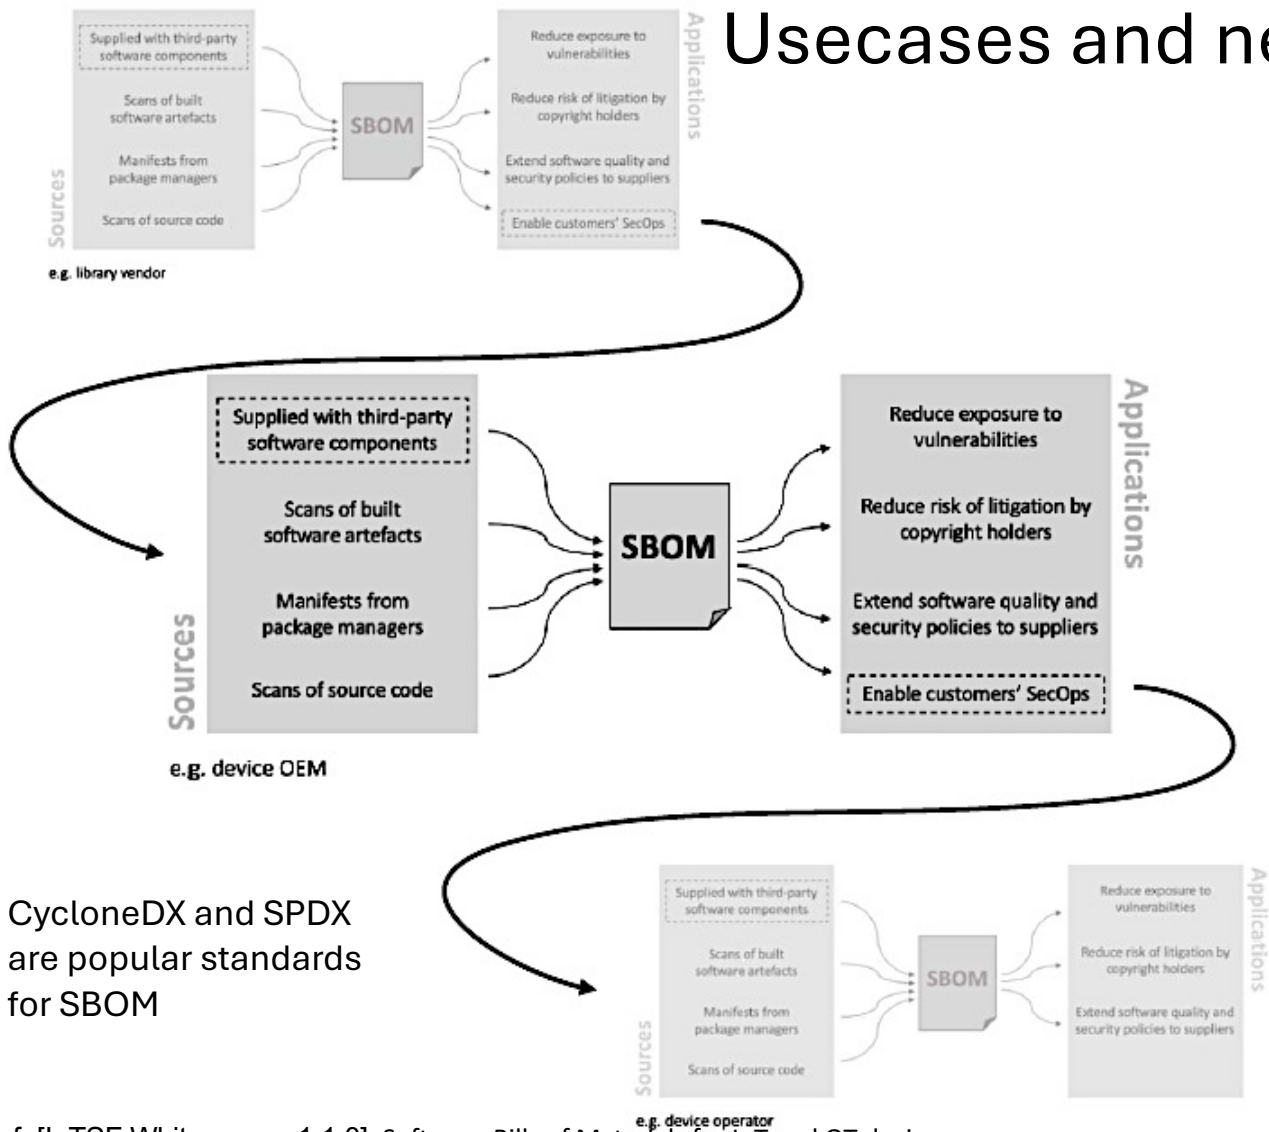 Usecases and ne
Supplied with third-party
software components
Scans of built
software artefacts
Manifests from
package managers
Scans of source code
Sources
SBOM
Reduce exposure to
vulnerabilities
Reduce risk of litigation by
copyright holders
Extend software quality and
security policies to suppliers
Enable customers' SecOps
Applications
e.g. library vendor
Supplied with third-party
software components
Scans of built
software artefacts
Manifests from
package managers
Scans of source code
Sources
SBOM
Reduce exposure to
vulnerabilities
Reduce risk of litigation by
copyright holders
Extend software quality and
security policies to suppliers
Enable customers' SecOps
Applications
e.g. device OEM
CycloneDX and SPDX
are popular standards
for SBOM
Supplied with third-party
software components
Scans of built
software artefacts
Manifests from
package managers
Scans of source code
Sources
SBOM
Reduce exposure to
vulnerabilities
Reduce risk of litigation by
copyright holders
Extend software quality and
security policies to suppliers
Applications
e.g. device operator